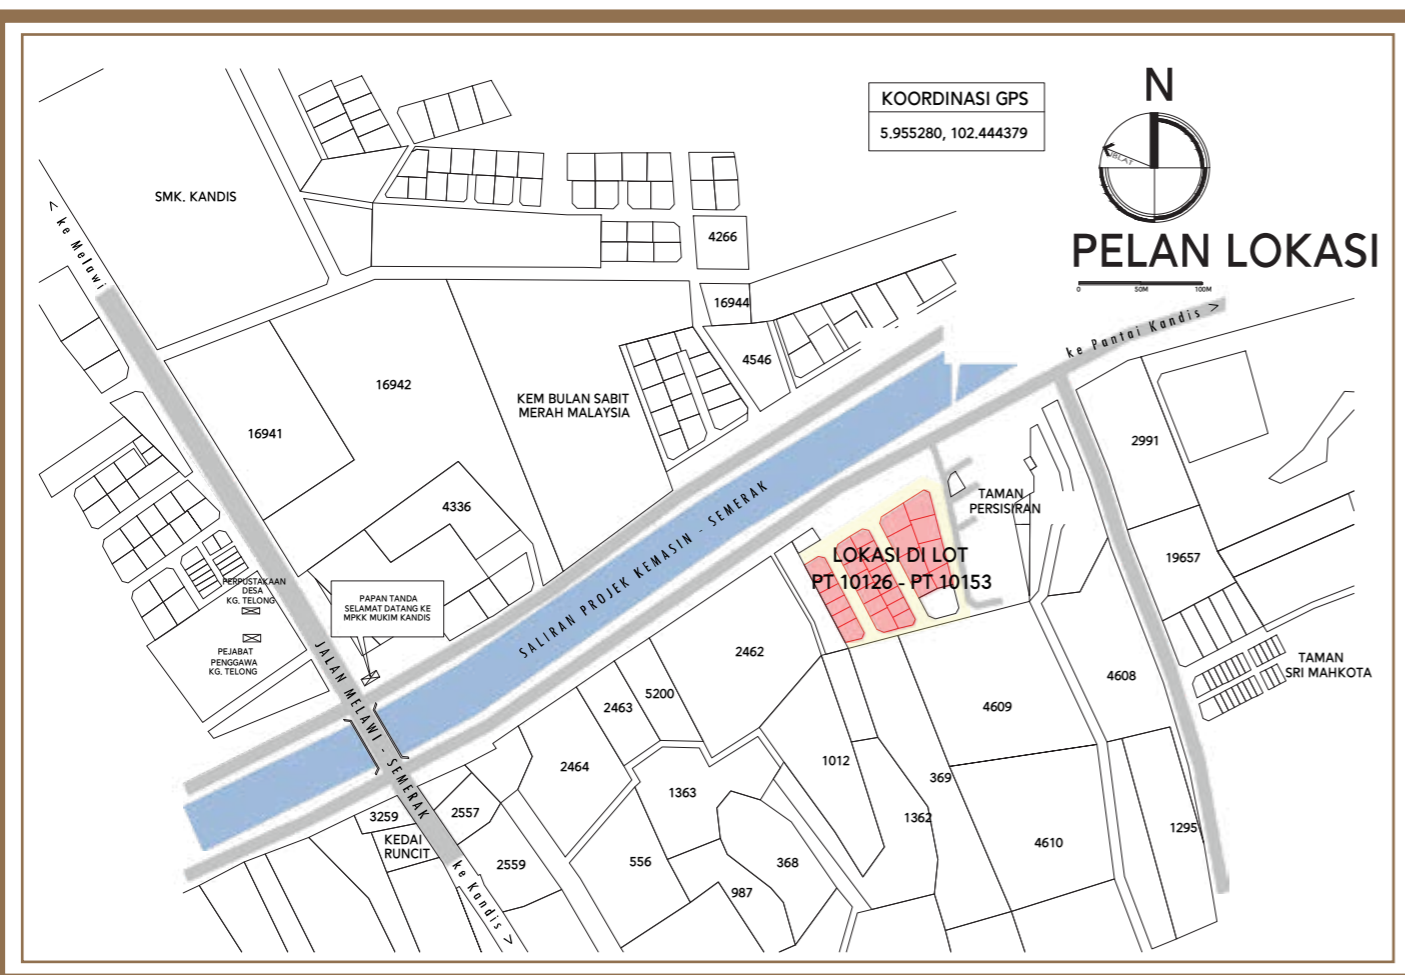 KOORDINASI GPS
5.955280, 102.444379
N
KIBLAT
PELAN LOKASI
0
50M
100M
SMK. KANDIS
< ke Melawi
4266
16944
4546
16942
16941
KEM BULAN SABIT
MERAH MALAYSIA
4336
ke Pantai Kandis >
2991
19657
TAMAN
PERSISIRAN
LOKASI DI LOT
PT 10126 - PT 10153
SALIRAN PROJEK KEMASIN - SEMERAK
PERPUSTAKAAN
DESA
KG. TELONG
PAPAN TANDA
SELAMAT DATANG KE
MPKK MUKIM KANDIS
PEJABAT
PENGGAWA
KG. TELONG
JALAN MELAWI - SEMERAK
2462
5200
2463
2464
4608
4609
TAMAN
SRI MAHKOTA
1012
369
1363
1362
3259
2557
KEDAI
RUNCIT
2559
556
368
987
4610
1295
ke Kandis >